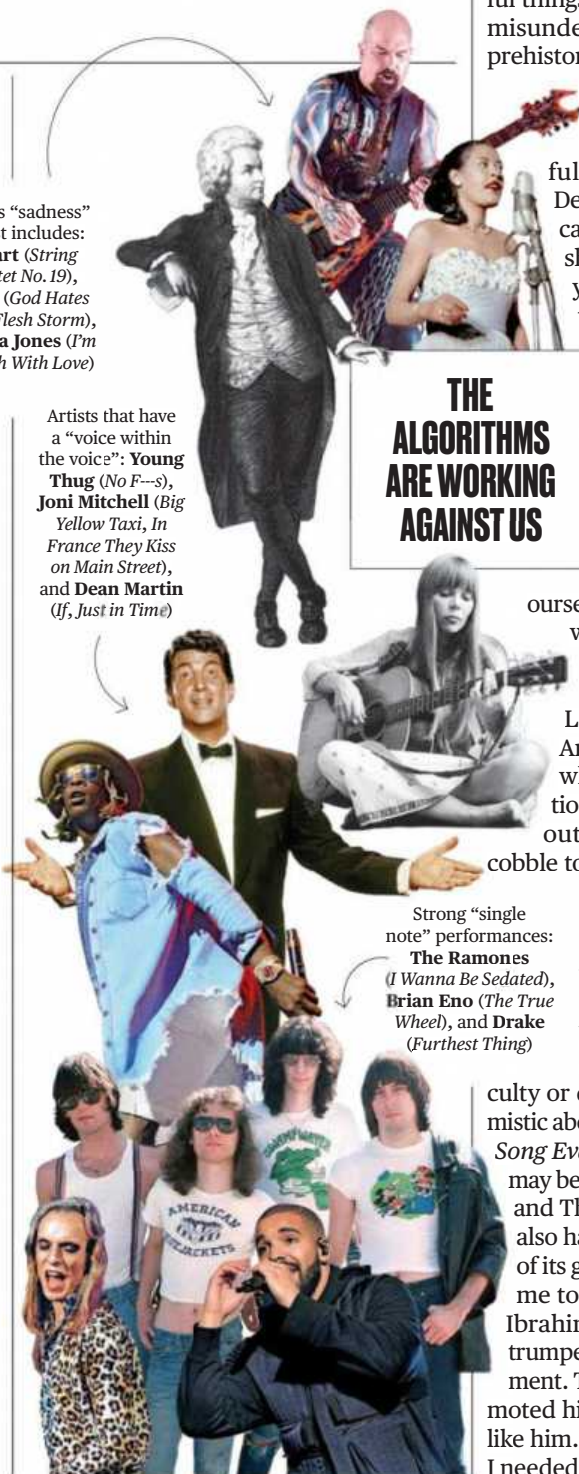 s “sadness”
t includes:
art (String
tet No. 19),
(God Hates
Flesh Storm),
a Jones (I'm
h With Love)
Artists that have
a “voice within
the voice”: Young
Thug (No F---s),
Joni Mitchell (Big
Yellow Taxi, In
France They Kiss
on Main Street),
and Dean Martin
(If, Just in Time)
THE
ALGORITHMS
ARE WORKING
AGAINST US
Strong “single
note” performances:
The Ramones
(I Wanna Be Sedated),
Brian Eno (The True
Wheel), and Drake
(Furthest Thing)
AMERICAN
ful things
misunde
prehistor
ful
De
ca
sl
y
ourse
w
L
Ar
wh
tio
out
cobble to
culty or
mistic abo
Song Eve
may be
and Th
also ha
of its g
me to
Ibrahin
trumpe
ment. T
moted hi
like him.
I needed